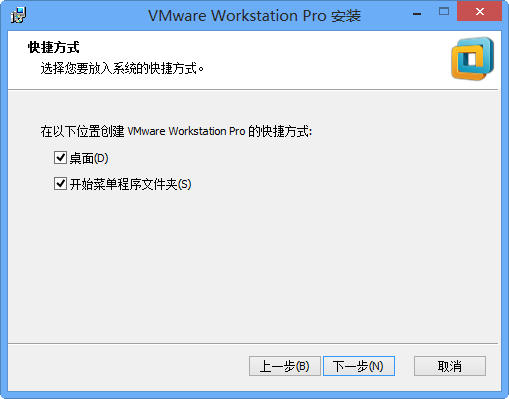 VMware Workstation Pro 安装
快捷方式
选择您要放入系统的快捷方式。
在以下位置创建 VMware Workstation Pro 的快捷方式:
桌面(D)
开始菜单程序文件夹(S)
上一步(B) 下一步(N) 取消